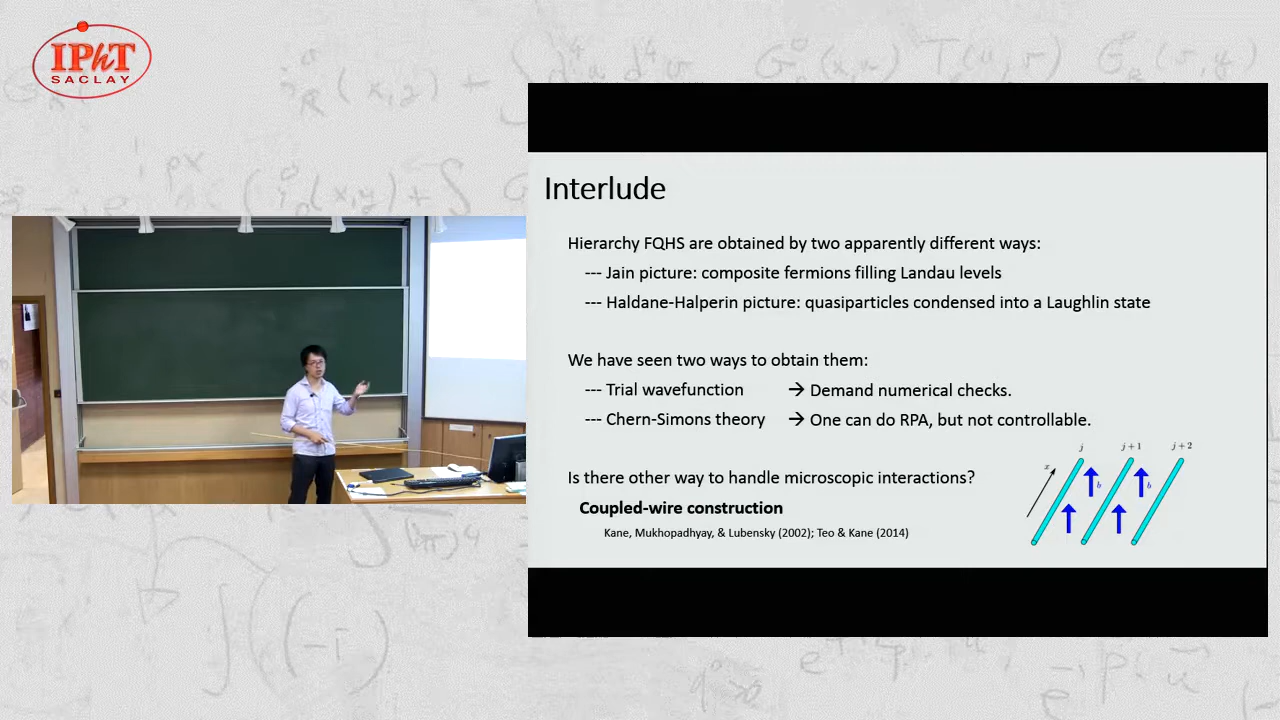 IPhT
SACLAY
Interlude
Hierarchy FQHS are obtained by two apparently different ways:
--- Jain picture: composite fermions filling Landau levels
--- Haldane-Halperin picture: quasiparticles condensed into a Laughlin state
We have seen two ways to obtain them:
--- Trial wavefunction → Demand numerical checks.
--- Chern-Simons theory → One can do RPA, but not controllable.
Is there other way to handle microscopic interactions?
Coupled-wire construction
Kane, Mukhopadhyay, & Lubensky (2002); Teo & Kane (2014)
j j + 1 j + 2
x b b